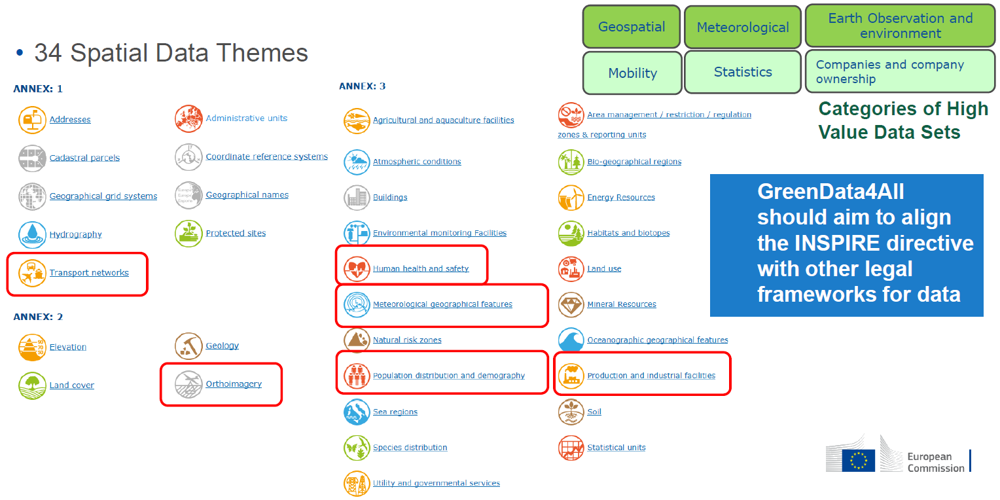 • 34 Spatial Data Themes
Geospatial
Meteorological
Earth Observation and
environment
Mobility
Statistics
Companies and company
ownership
Categories of High
Value Data Sets
ANNEX: 1
Addresses
Administrative units
Cadastral parcels
Coordinate reference systems
Geographical grid systems
Geographical names
Hydrography
Protected sites
Transport networks
ANNEX: 2
Elevation
Geology
Land cover
Orthoimagery
ANNEX: 3
Agricultural and aquaculture facilities
Area management / restriction / regulation
zones & reporting units
Atmospheric conditions
Bio-geographical regions
Buildings
Energy Resources
Environmental monitoring Facilities
Habitats and biotopes
Human health and safety
Land use
Meteorological geographical features
Mineral Resources
Natural risk zones
Oceanographic geographical features
Population distribution and demography
Production and industrial facilities
Sea regions
Soil
Species distribution
Statistical units
Utility and governmental services
GreenData4All
should aim to align
the INSPIRE directive
with other legal
frameworks for data
European
Commission